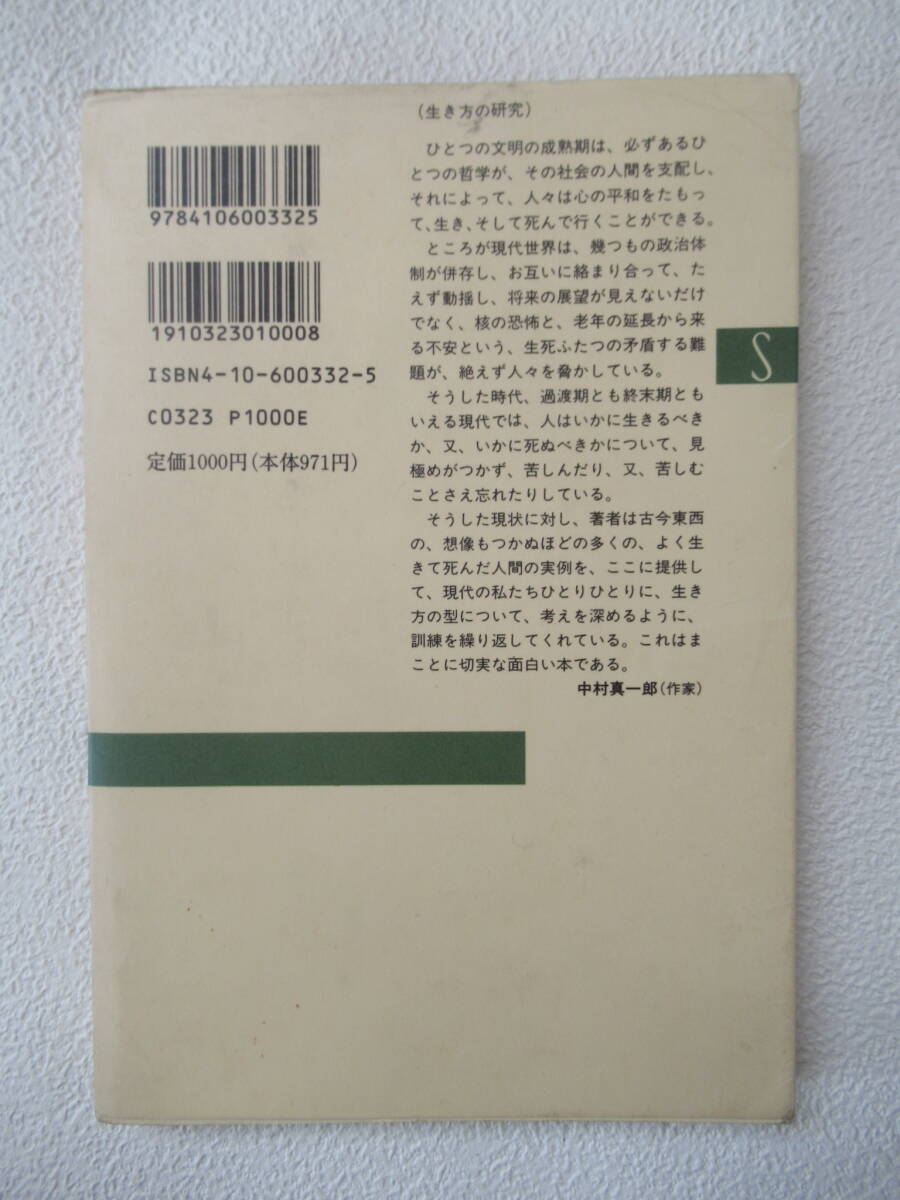 9784106003325
1910323010008
ISBN4-10-600332-5
C0323 P1000E
定価1000円(本体971円)
(生き方の研究)
ひとつの文明の成熟期は、必ずあるひ
とつの哲学が、その社会の人間を支配し、
それによって、人々は心の平和をたもっ
て、生き、そして死んで行くことができる。
ところが現代世界は、幾つもの政治体
制が併存し、お互いに絡まり合って、た
えず動揺し、将来の展望が見えないだけ
でなく、核の恐怖と、老年の延長から来
る不安という、生死ふたつの矛盾する難
題が、絶えず人々を脅かしている。
そうした時代、過渡期とも終末期とも
いえる現代では、人はいかに生きるべき
か、又、いかに死ぬべきかについて、見
極めがつかず、苦しんだり、又、苦しむ
ことさえ忘れたりしている。
そうした現状に対し、著者は古今東西
の、想像もつかぬほどの多くの、よく生
きて死んだ人間の実例を、ここに提供し
て、現代の私たちひとりひとりに、生き
方の型について、考えを深めるように、
訓練を繰り返してくれている。これはま
ことに切実な面白い本である。
中村真一郎(作家)
S